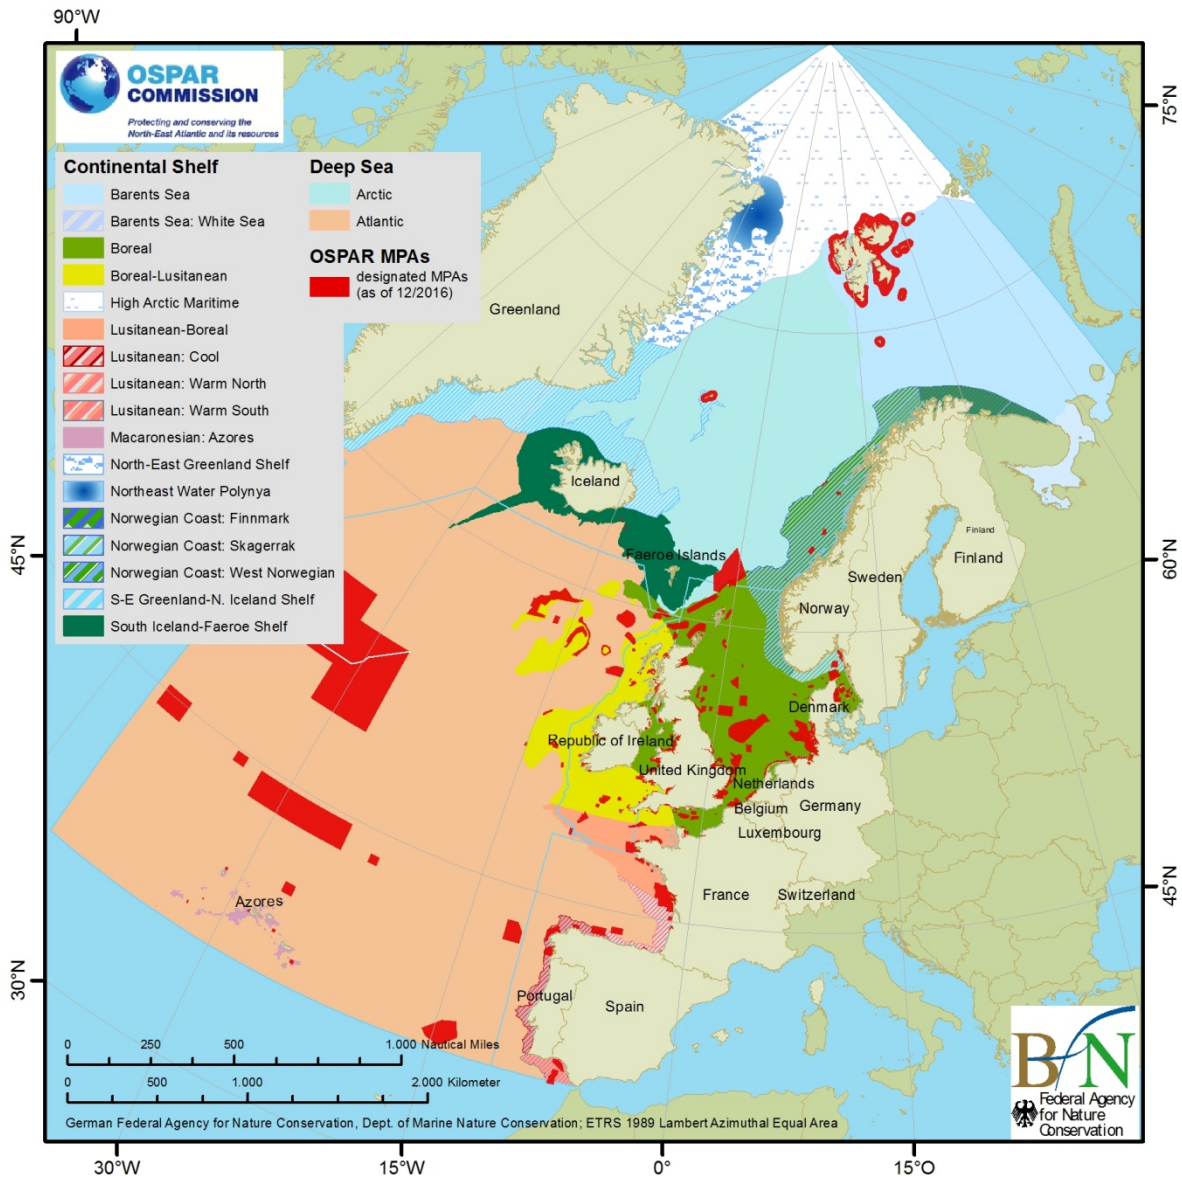 90°W
OSPAR
COMMISSION
Protecting and conserving the
North-East Atlantic and its resources
75°N
Continental Shelf
Barents Sea
Barents Sea: White Sea
Boreal
Boreal-Lusitanean
High Arctic Maritime
Lusitanean-Boreal
Lusitanean: Cool
Lusitanean: Warm North
Lusitanean: Warm South
Macaronesian: Azores
North-East Greenland Shelf
Northeast Water Polynya
Norwegian Coast: Finnmark
Norwegian Coast: Skagerrak
Norwegian Coast: West Norwegian
S-E Greenland-N. Iceland Shelf
South Iceland-Faeroe Shelf
Deep Sea
Arctic
Atlantic
OSPAR MPAs
designated MPAs
(as of 12/2016)
Greenland
Iceland
Faeroe Islands
Finland
Finland
Sweden
Norway
45°N
60°N
Denmark
Republic of Ireland
United Kingdom
Netherlands
Belgium
Germany
Luxembourg
France
Switzerland
45°N
Azores
30°N
Portugal
Spain
0 250 500 1.000 Nautical Miles
0 500 1.000 2.000 Kilometer
German Federal Agency for Nature Conservation, Dept. of Marine Nature Conservation; ETRS 1989 Lambert Azimuthal Equal Area
BfN
Federal Agency
for Nature
Conservation
30°W
15°W
0°
15°O